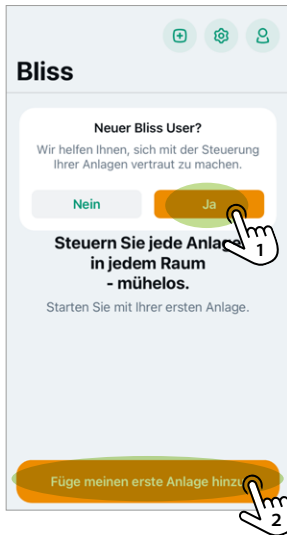 Bliss
Neuer Bliss User?
Wir helfen Ihnen, sich mit der Steuerung
Ihrer Anlagen vertraut zu machen.
Nein Ja
1
Steuern Sie jede Anlage
in jedem Raum
- mühelos.
Starten Sie mit Ihrer ersten Anlage.
Füge meinen erste Anlage hinzu
2